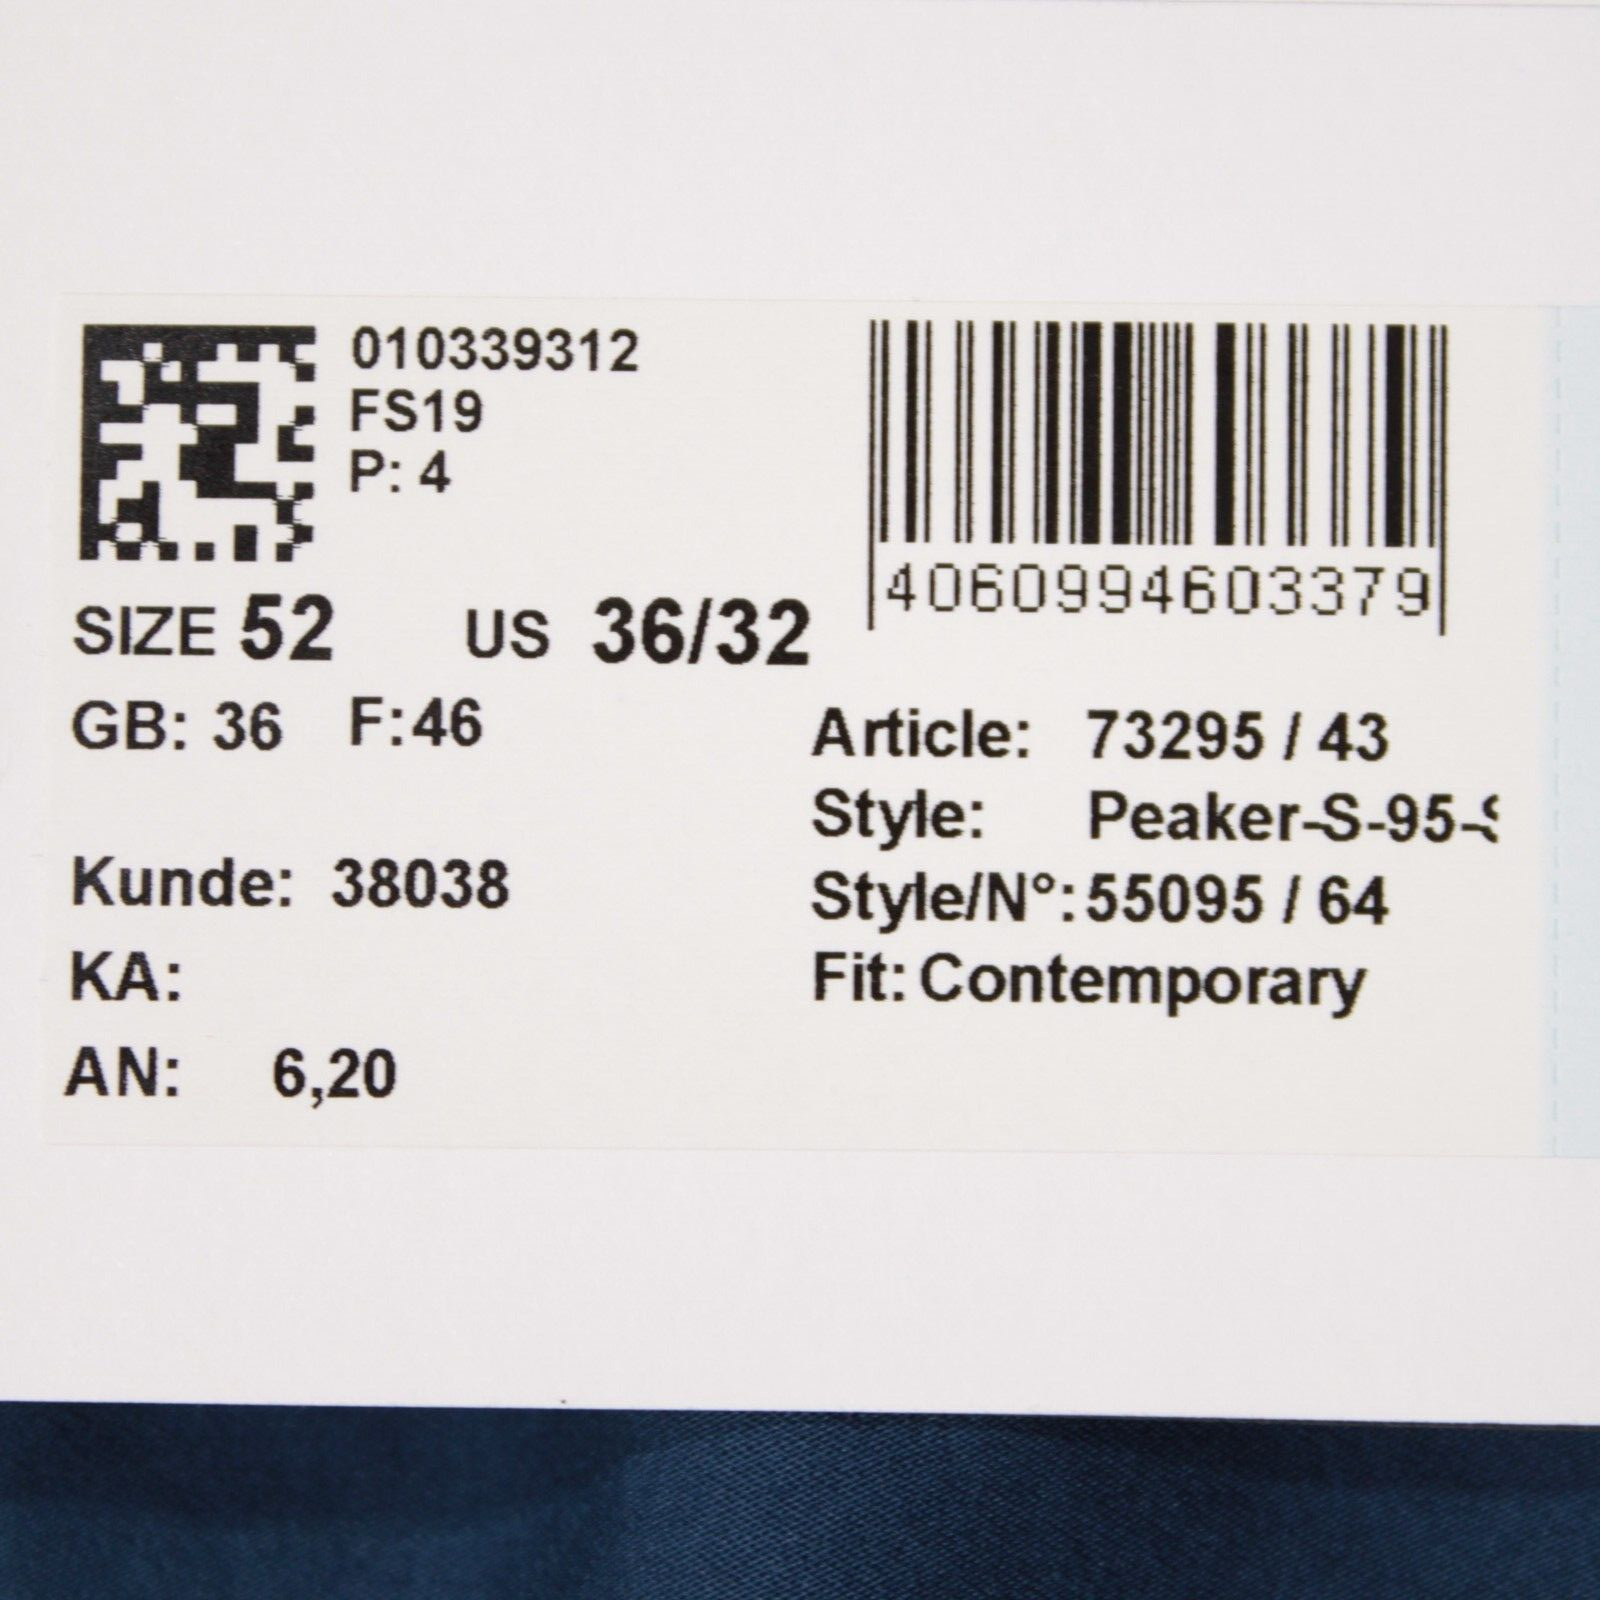 010339312
FS19
P: 4
4060994603379
SIZE 52 US 36/32
GB: 36 F:46
Article: 73295 / 43
Style: Peaker-S-95-
Style/N°: 55095 / 64
Fit: Contemporary
Kunde: 38038
KA:
AN: 6,20